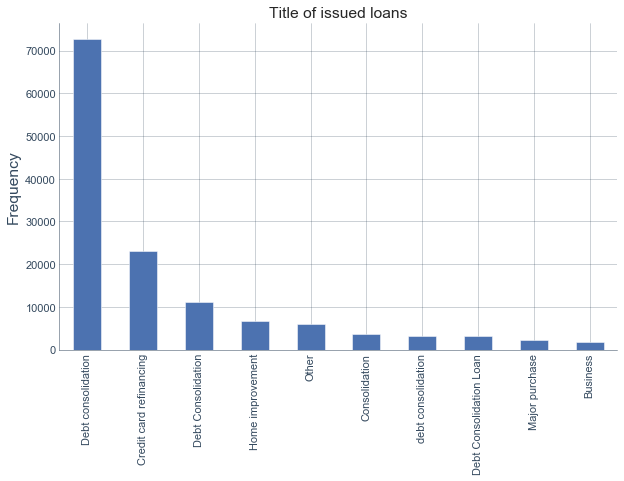 Title of issued loans
Frequency
70000
60000
50000
40000
30000
20000
10000
0
Debt consolidation
Credit card refinancing
Debt Consolidation
Home improvement
Other
Consolidation
debt consolidation
Debt Consolidation Loan
Major purchase
Business